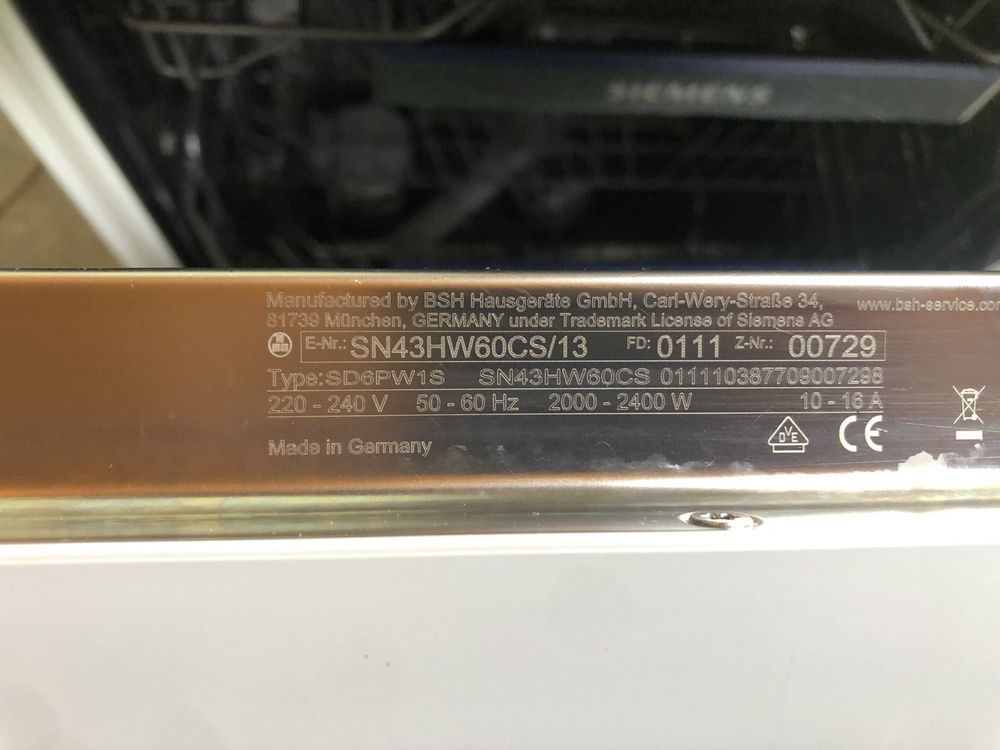 SIEMENS
Manufactured by BSH Hausgeräte GmbH, Carl-Wery-Straße 34,
81739 München, GERMANY under Trademark License of Siemens AG
www.bsh-service.com
E-Nr.: SN43HW60CS/13 FD: 0111 Z-Nr.: 00729
Type: SD6PW1S SN43HW60CS 011110387709007298
220 - 240 V 50 - 60 Hz 2000 - 2400 W 10 - 16 A
Made in Germany
DVE CE